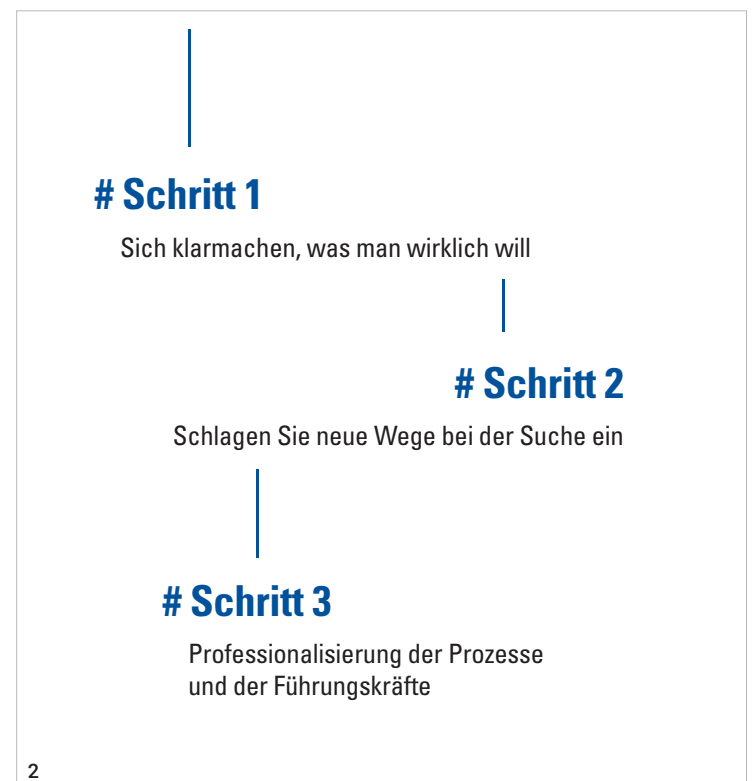 # Schritt 1
Sich klarmachen, was man wirklich will
# Schritt 2
Schlagen Sie neue Wege bei der Suche ein
# Schritt 3
Professionalisierung der Prozesse
und der Führungskräfte
2